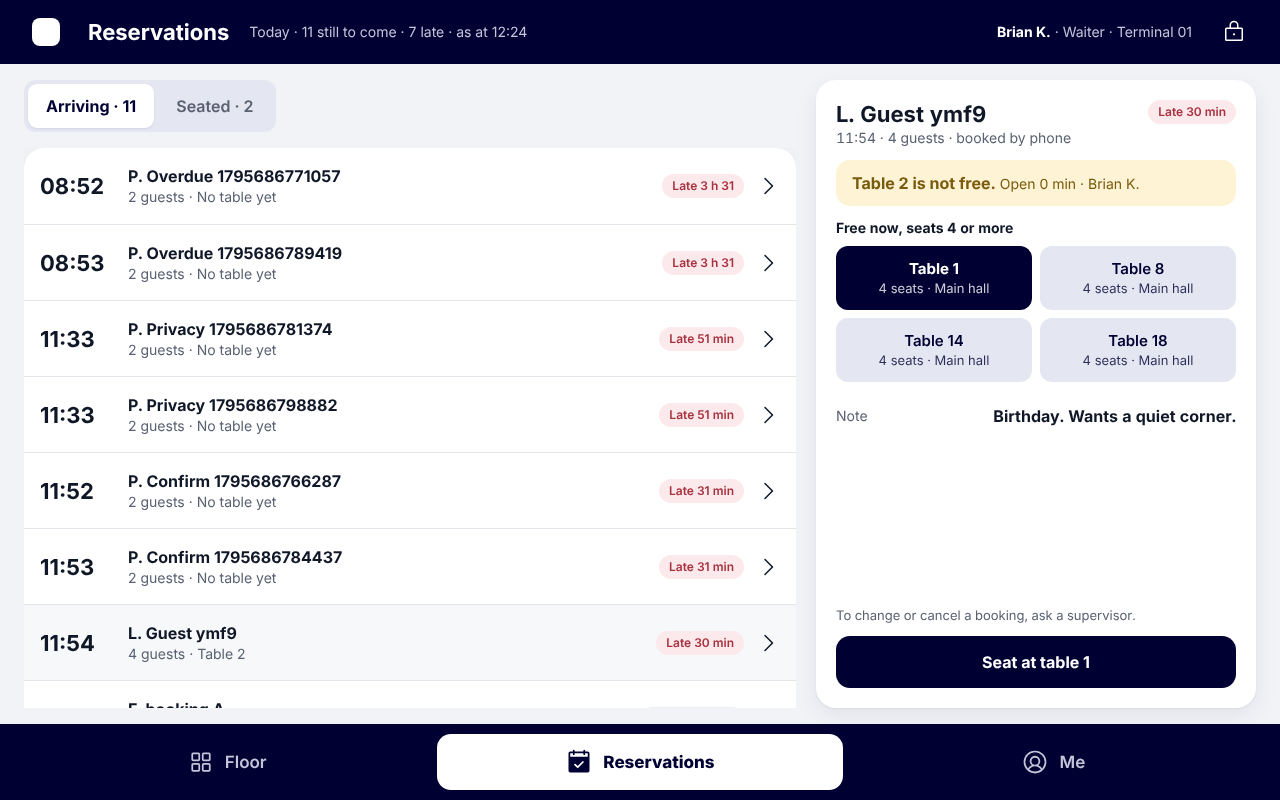 Reservations
Today · 11 still to come · 7 late · as at 12:24
Brian K. · Waiter · Terminal 01
Arriving · 11
Seated · 2
08:52
P. Overdue 1795686771057
2 guests · No table yet
Late 3 h 31
08:53
P. Overdue 1795686789419
2 guests · No table yet
Late 3 h 31
11:33
P. Privacy 1795686781374
2 guests · No table yet
Late 51 min
11:33
P. Privacy 1795686798882
2 guests · No table yet
Late 51 min
11:52
P. Confirm 1795686766287
2 guests · No table yet
Late 31 min
11:53
P. Confirm 1795686784437
2 guests · No table yet
Late 31 min
11:54
L. Guest ymf9
4 guests · Table 2
Late 30 min
L. Guest ymf9
Late 30 min
11:54 · 4 guests · booked by phone
Table 2 is not free. Open 0 min · Brian K.
Free now, seats 4 or more
Table 1
4 seats · Main hall
Table 8
4 seats · Main hall
Table 14
4 seats · Main hall
Table 18
4 seats · Main hall
Note
Birthday. Wants a quiet corner.
To change or cancel a booking, ask a supervisor.
Seat at table 1
Floor
Reservations
Me